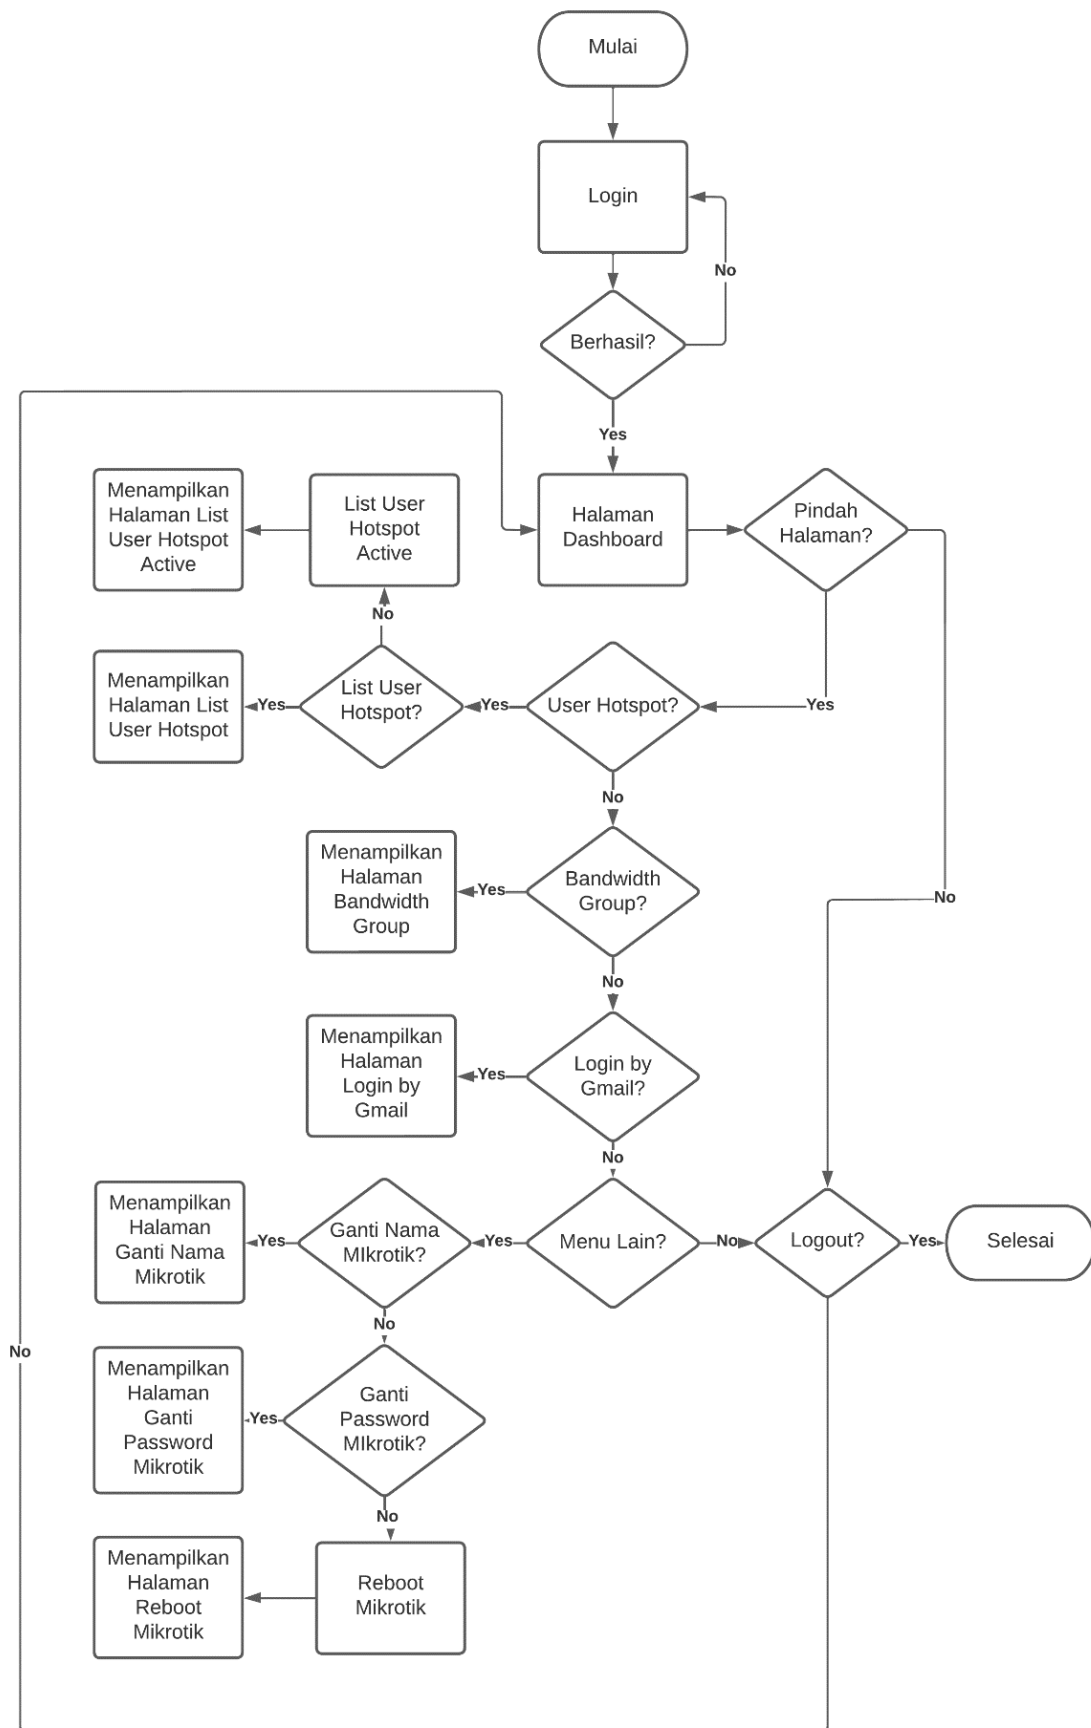 Mulai
Login
No
Berhasil?
Yes
Menampilkan
Halaman List
User Hotspot
Active
List User
Hotspot
Active
Halaman
Dashboard
Pindah
Halaman?
No
Menampilkan
Halaman List
User Hotspot
Yes
List User
Hotspot?
Yes
User Hotspot?
Yes
No
Menampilkan
Halaman
Bandwidth
Group
Yes
Bandwidth
Group?
No
No
Menampilkan
Halaman
Login by
Gmail
Yes
Login by
Gmail?
No
Menampilkan
Halaman
Ganti Nama
Mikrotik
Yes
Ganti Nama
MIkrotik?
Yes
Menu Lain?
No
Logout?
Yes
Selesai
No
No
Menampilkan
Halaman
Ganti
Password
Mikrotik
Yes
Ganti
Password
MIkrotik?
No
Menampilkan
Halaman
Reboot
Mikrotik
Reboot
Mikrotik